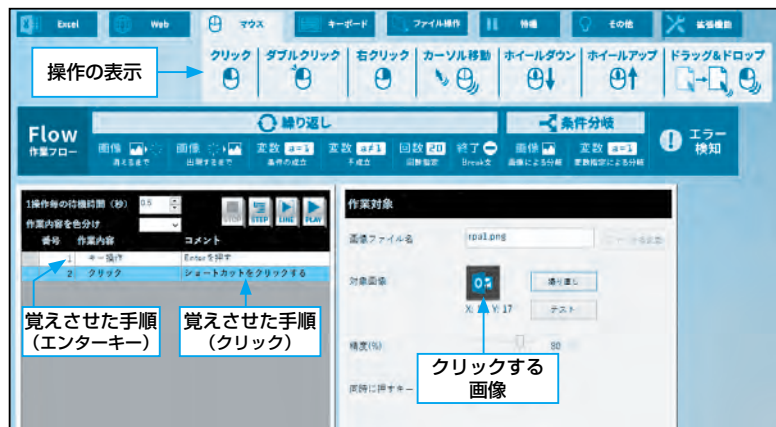 Excel Web マウス キーボード ファイル操作 待機 その他 拡張機能
操作の表示
クリック ダブルクリック 右クリック カーソル移動 ホイールダウン ホイールアップ ドラッグ&ドロップ
Flow
作業フロー
繰り返し 条件分岐
画像 画像 変数 a=1 変数 a≠1 回数 20 終了 画像 変数 a=1
消えるまで 出現するまで 条件の成立 不成立 回数指定 Break文 画像による分岐 変数指定による分岐
エラー
検知
1操作毎の待機時間(秒) 0.5
作業内容を色分け
STOP STEP LINE PLAY
番号 作業内容 コメント
1 キー操作 Enterを押す
2 クリック ショートカットをクリックする
覚えさせた手順
(エンターキー)
覚えさせた手順
(クリック)
作業対象
画像ファイル名 rpa1.png
対象画像 撮り直し
Y: 17 テスト
精度(%) 80
クリックする
画像
同時に押すキー